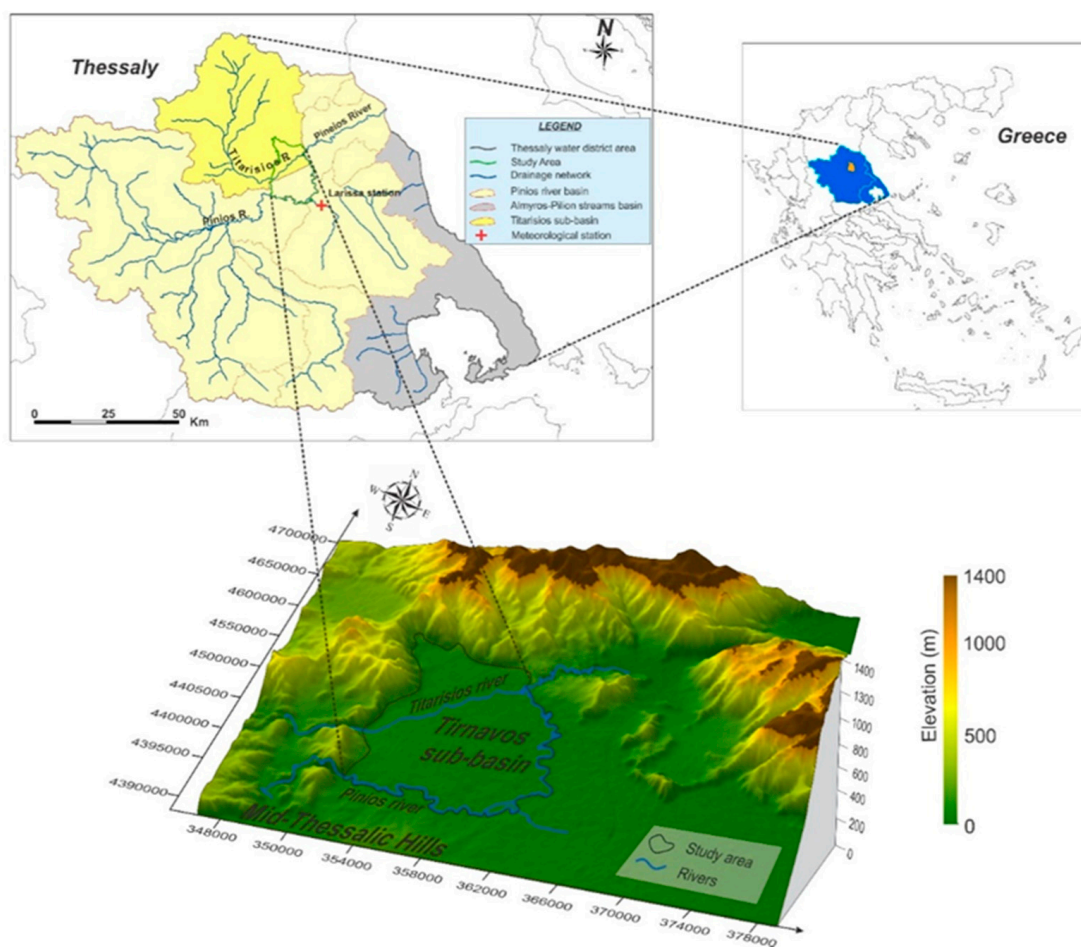 Thessaly
N
Pineios River
Titarisios R.
Larissa station
Pinios R.
0 25 50
Km
LEGEND
Thessaly water district area
Study Area
Drainage network
Pinios river basin
Almyros-Pilion streams basin
Titarisios sub-basin
Meteorological station
Greece
N
W
E
S
4700000
4650000
4600000
4550000
4500000
4405000
4400000
4395000
4390000
Titarisios river
Tirnavos
sub-basin
Pinios river
Mid-Thessalic Hills
348000
350000
354000
358000
362000
366000
370000
374000
378000
Study area
Rivers
1400
1300
1200
1000
800
600
400
200
0
Elevation (m)
1400
1000
500
0